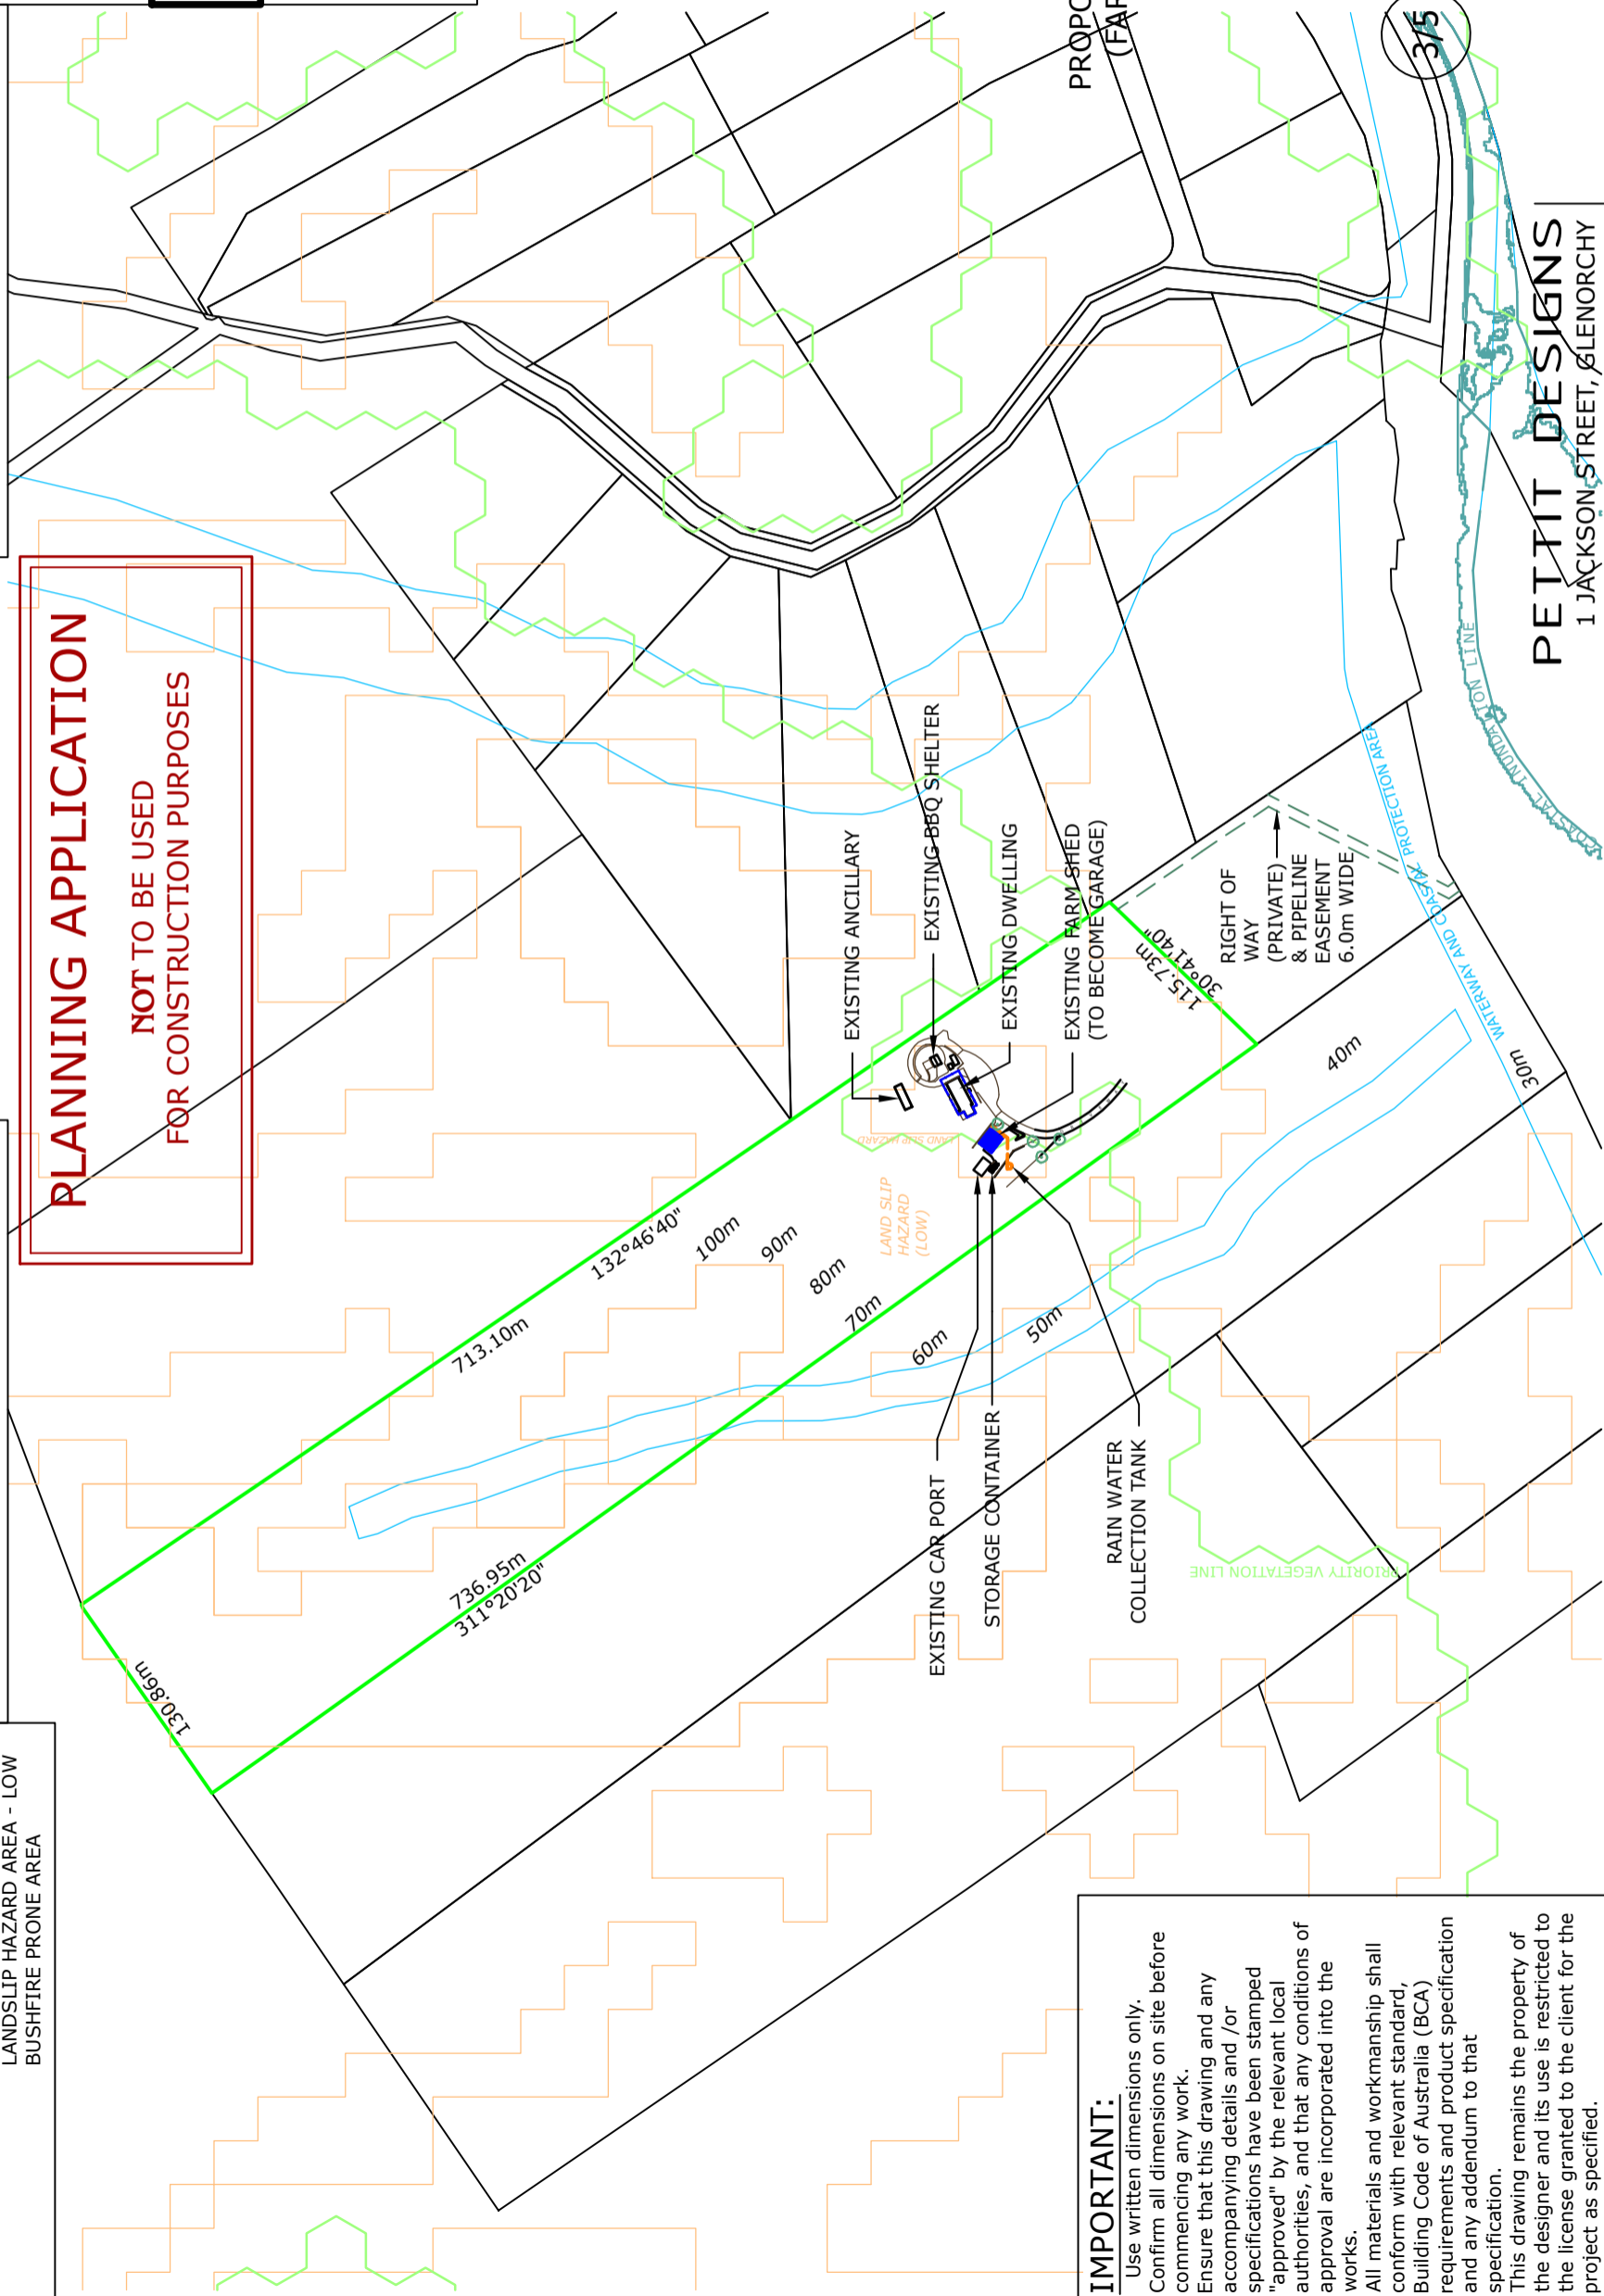 LANDSLIP HAZARD AREA - LOW
BUSHFIRE PRONE AREA
PLANNING APPLICATION
NOT TO BE USED
FOR CONSTRUCTION PURPOSES
130.86m
713.10m
132°46'40"
736.95m
311°20'20"
100m
90m
80m
70m
60m
50m
40m
30m
LAND SLIP
HAZARD
(LOW)
LAND SLIP HAZARD
EXISTING ANCILLARY
EXISTING BBQ SHELTER
EXISTING DWELLING
EXISTING FARM SHED
(TO BECOME GARAGE)
115.73m
30°41'40"
RIGHT OF
WAY
(PRIVATE)
& PIPELINE
EASEMENT
6.0m WIDE
EXISTING CAR PORT
STORAGE CONTAINER
RAIN WATER
COLLECTION TANK
PRIORITY VEGETATION LINE
WATERWAY AND COASTAL PROTECTION AREA
COASTAL INUNDATION LINE
3/5
PETTIT DESIGNS
1 JACKSON STREET, GLENORCHY
IMPORTANT:
Use written dimensions only.
Confirm all dimensions on site before
commencing any work.
Ensure that this drawing and any
accompanying details and /or
specifications have been stamped
"approved" by the relevant local
authorities, and that any conditions of
approval are incorporated into the
works.
All materials and workmanship shall
conform with relevant standard,
Building Code of Australia (BCA)
requirements and product specification
and any addendum to that
specification.
This drawing remains the property of
the designer and its use is restricted to
the license granted to the client for the
project as specified.